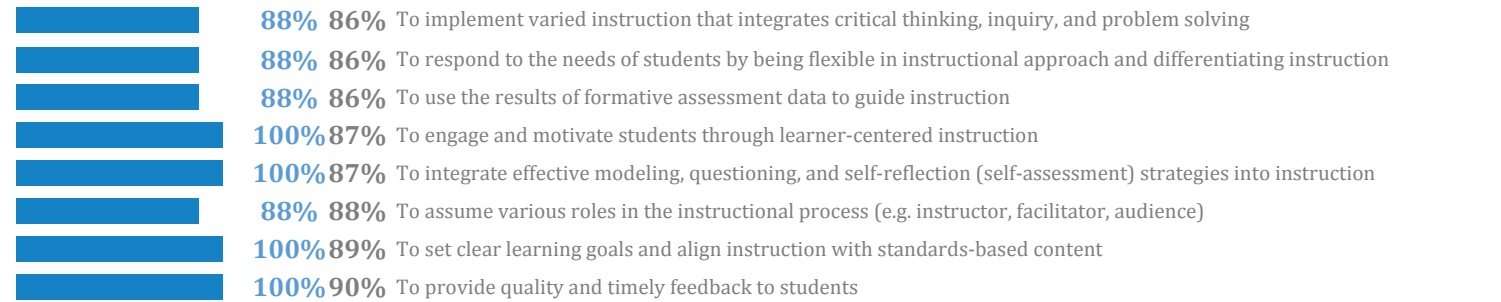 88% 86% To implement varied instruction that integrates critical thinking, inquiry, and problem solving
88% 86% To respond to the needs of students by being flexible in instructional approach and differentiating instruction
88% 86% To use the results of formative assessment data to guide instruction
100% 87% To engage and motivate students through learner-centered instruction
100% 87% To integrate effective modeling, questioning, and self-reflection (self-assessment) strategies into instruction
88% 88% To assume various roles in the instructional process (e.g. instructor, facilitator, audience)
100% 89% To set clear learning goals and align instruction with standards-based content
100% 90% To provide quality and timely feedback to students